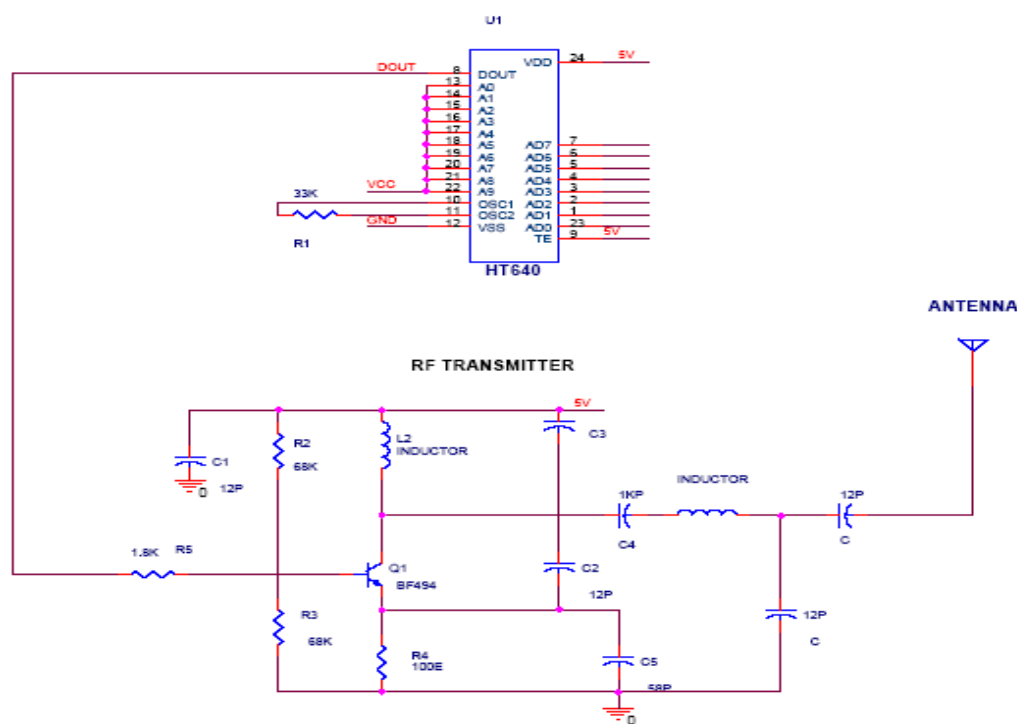 U1
DOUT 8 DOUT VDD 24 5V
13 A0
14 A1
15 A2
16 A3
17 A4
18 A5 AD7 7
19 A6 AD6 6
20 A7 AD5 5
21 A8 AD4 4
VCC 22 A9 AD3 3
33K 10 OSC1 AD2 2
11 OSC2 AD1 1
GND 12 VSS AD0 23
R1 TE 9 5V
HT640
ANTENNA
RF TRANSMITTER
5V
R2
68K
L2
INDUCTOR
C3
C1
12P
0
INDUCTOR
1KP
C4
12P
C
1.8K R5
Q1
BF494
C2
12P
R3
68K
12P
C
R4
100E
C5
58P
0